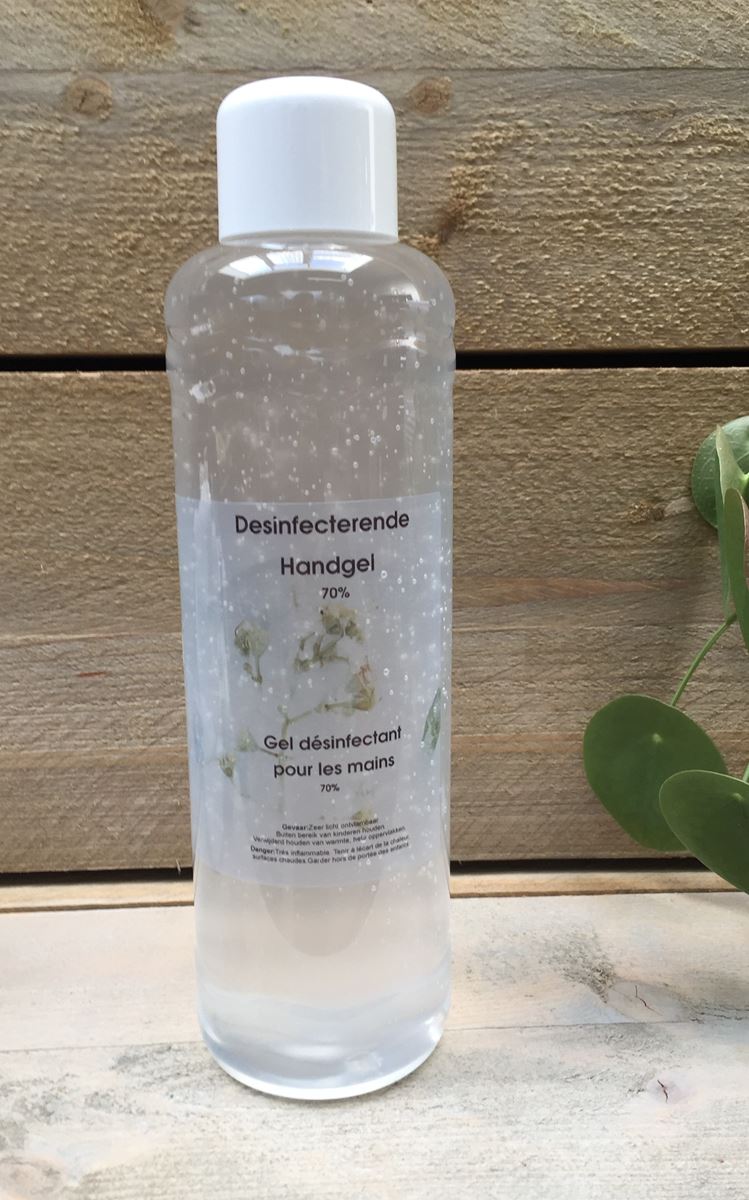 Desinfecterende
Handgel
70%
Gel désinfectant
pour les mains
70%
Gevaar:Zeer licht ontvlambaar
Buiten bereik van kinderen houden.
Verwijderd houden van warmte, hete oppervlakken.
Danger:Très inflammable. Tenir à l'écart de la chaleur,
surfaces chaudes.Garder hors de portée des enfants